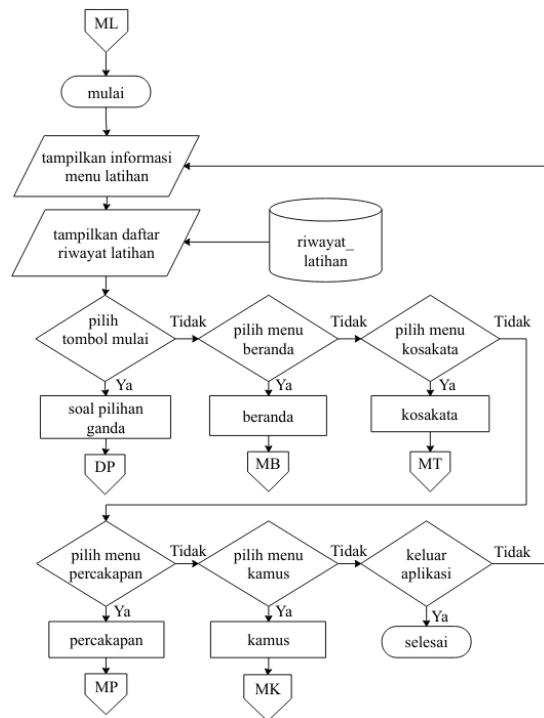 ML
mulai
tampilkan informasi
menu latihan
tampilkan daftar
riwayat latihan
riwayat_
latihan
pilih
tombol mulai
Tidak
pilih menu
beranda
Tidak
pilih menu
kosakata
Tidak
Ya
Ya
Ya
soal pilihan
ganda
beranda
kosakata
DP
MB
MT
pilih menu
percakapan
Tidak
pilih menu
kamus
Tidak
keluar
aplikasi
Tidak
Ya
Ya
Ya
percakapan
kamus
selesai
MP
MK